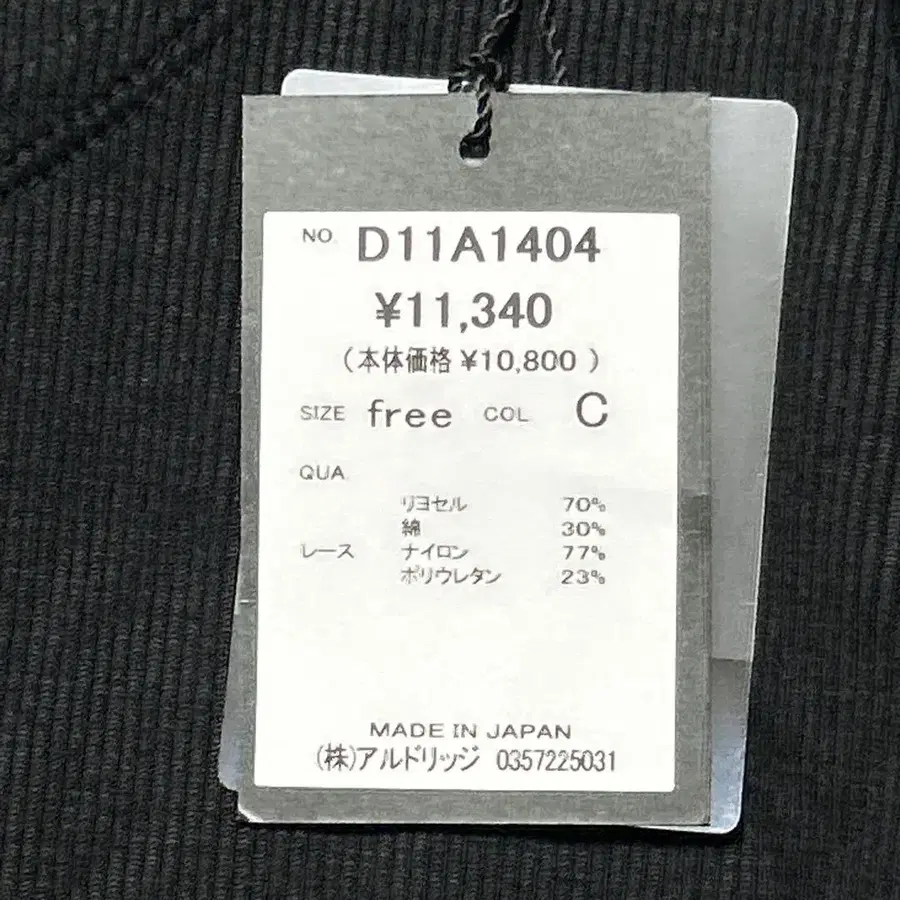 NO. D11A1404
¥11,340
(本体価格 ¥10,800 )
SIZE free COL C
QUA
リヨセル 70%
綿 30%
レース ナイロン 77%
ポリウレタン 23%
MADE IN JAPAN
(株)アルドリッジ 0357225031